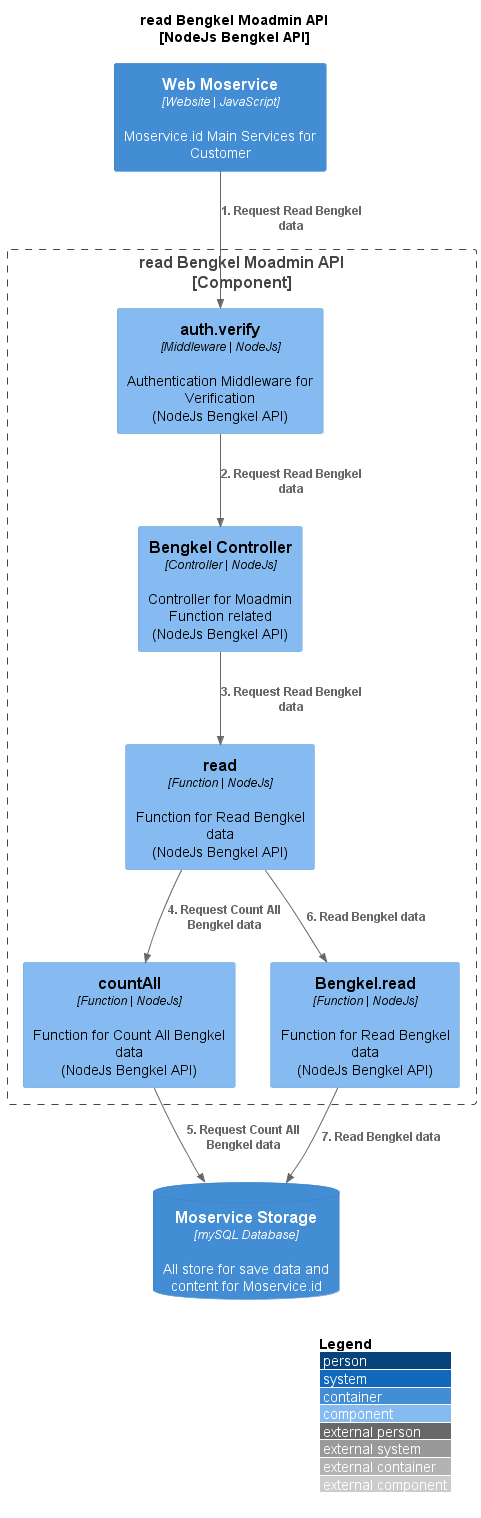 read Bengkel Moadmin API
[NodeJs Bengkel API]
Web Moservice
[Website | JavaScript]
Moservice.id Main Services for
Customer
1. Request Read Bengkel
data
read Bengkel Moadmin API
[Component]
auth.verify
[Middleware | NodeJs]
Authentication Middleware for
Verification
(NodeJs Bengkel API)
2. Request Read Bengkel
data
Bengkel Controller
[Controller | NodeJs]
Controller for Moadmin
Function related
(NodeJs Bengkel API)
3. Request Read Bengkel
data
read
[Function | NodeJs]
Function for Read Bengkel
data
(NodeJs Bengkel API)
4. Request Count All
Bengkel data
6. Read Bengkel data
countAll
[Function | NodeJs]
Function for Count All Bengkel
data
(NodeJs Bengkel API)
Bengkel.read
[Function | NodeJs]
Function for Read Bengkel
data
(NodeJs Bengkel API)
5. Request Count All
Bengkel data
7. Read Bengkel data
Moservice Storage
[mySQL Database]
All store for save data and
content for Moservice.id
Legend
person
system
container
component
external person
external system
external container
external component